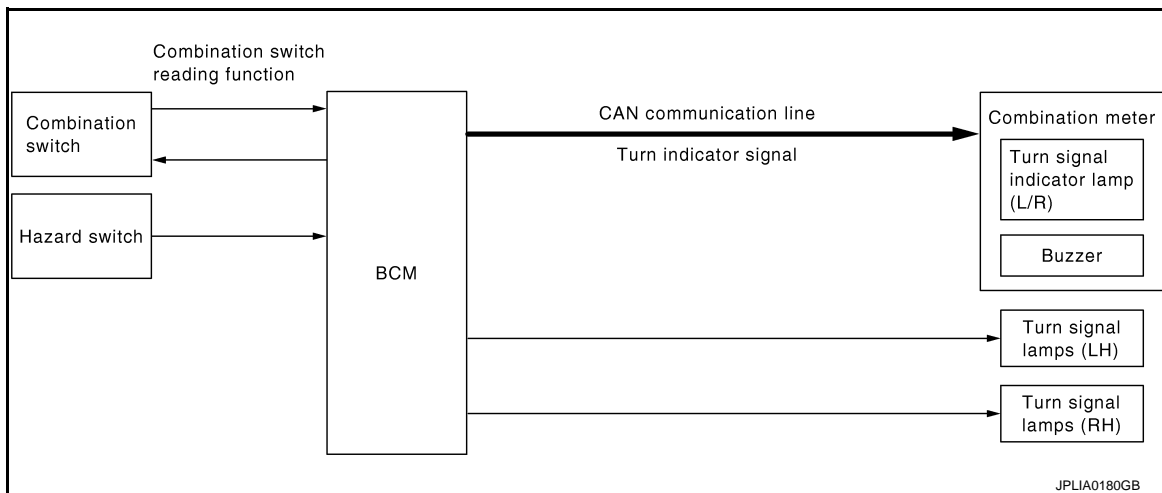 Combination switch
reading function
Combination
switch
Hazard switch
BCM
CAN communication line
Turn indicator signal
Combination meter
Turn signal
indicator lamp
(L/R)
Buzzer
Turn signal
lamps (LH)
Turn signal
lamps (RH)
JPLIA0180GB